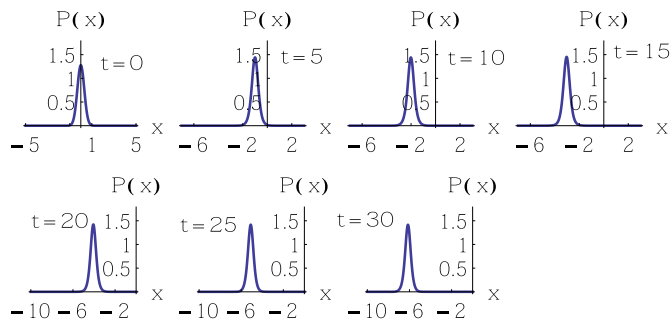 P(x) P(x) P(x) P(x)
1.5 t=0 1.5 t=5 1.5 t=10 1.5 t=15
1 1 1 1
0.5 0.5 0.5 0.5
-5 1 5 x -6 -2 2 x -6 -2 2 x -6 -2 2 x
P(x) P(x) P(x)
t=20 1.5 t=25 1.5 t=30 1.5
1 1 1
0.5 0.5 0.5
-10 -6 -2 x -10 -6 -2 x -10 -6 -2 x